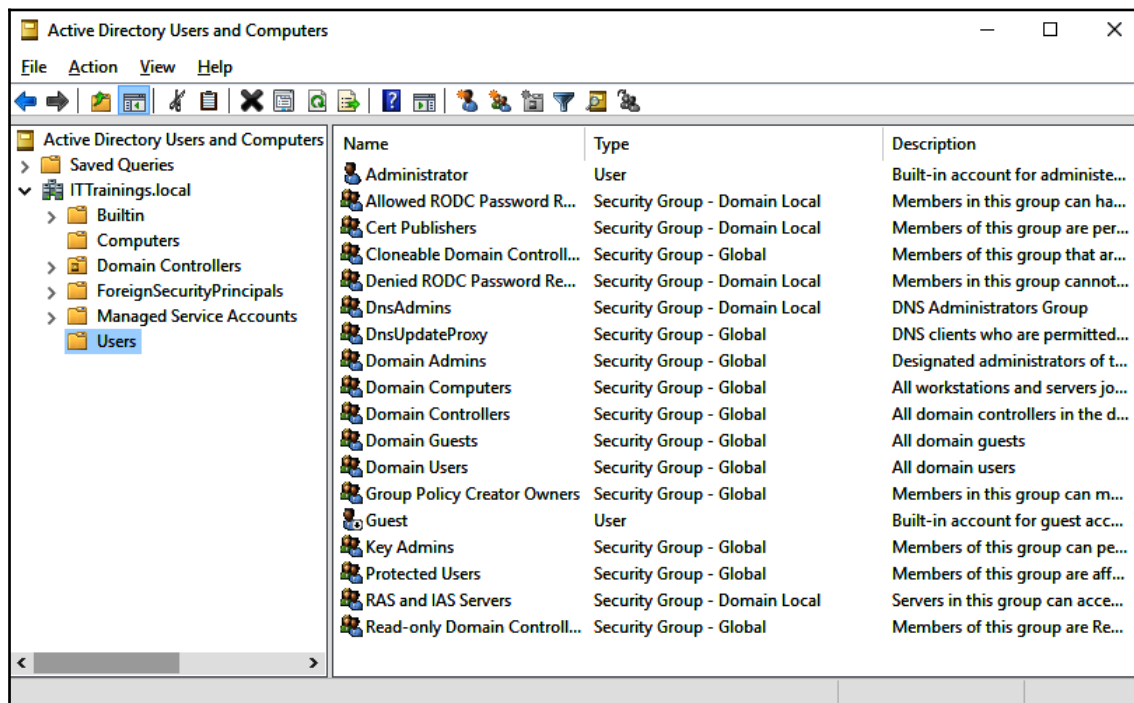 Active Directory Users and Computers
File Action View Help
Active Directory Users and Computers
Saved Queries
ITTrainings.local
Builtin
Computers
Domain Controllers
ForeignSecurityPrincipals
Managed Service Accounts
Users
Name Type Description
Administrator User Built-in account for administe...
Allowed RODC Password R... Security Group - Domain Local Members in this group can ha...
Cert Publishers Security Group - Domain Local Members of this group are per...
Cloneable Domain Controll... Security Group - Global Members of this group that ar...
Denied RODC Password Re... Security Group - Domain Local Members in this group cannot...
DnsAdmins Security Group - Domain Local DNS Administrators Group
DnsUpdateProxy Security Group - Global DNS clients who are permitted...
Domain Admins Security Group - Global Designated administrators of t...
Domain Computers Security Group - Global All workstations and servers jo...
Domain Controllers Security Group - Global All domain controllers in the d...
Domain Guests Security Group - Global All domain guests
Domain Users Security Group - Global All domain users
Group Policy Creator Owners Security Group - Global Members in this group can m...
Guest User Built-in account for guest acc...
Key Admins Security Group - Global Members of this group can pe...
Protected Users Security Group - Global Members of this group are aff...
RAS and IAS Servers Security Group - Domain Local Servers in this group can acce...
Read-only Domain Controll... Security Group - Global Members of this group are Re...